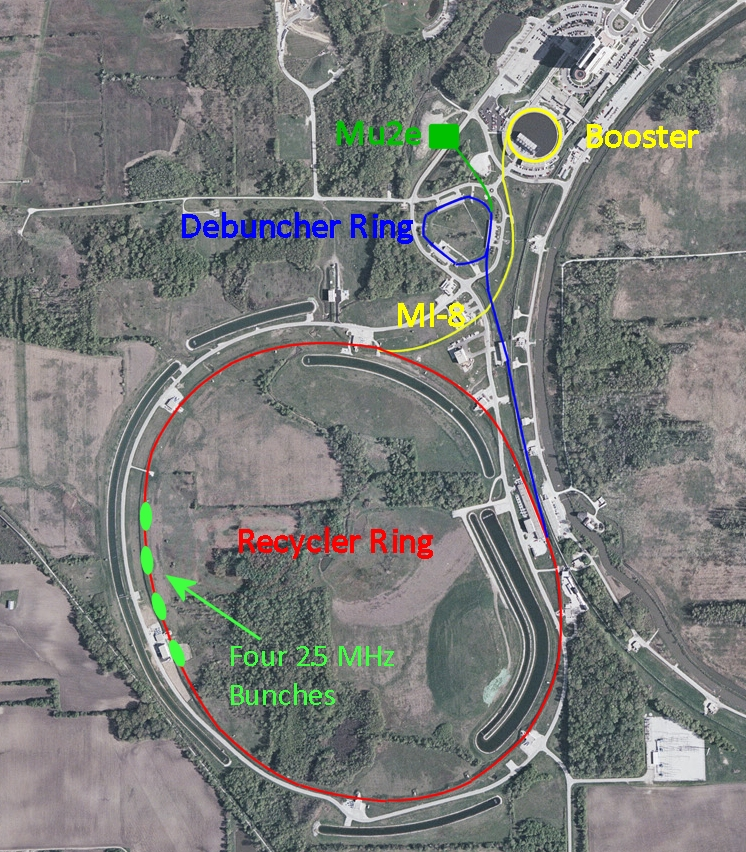 Mu2e
Booster
Debuncher Ring
MI-8
Recycler Ring
Four 2.5 MHz
Bunches